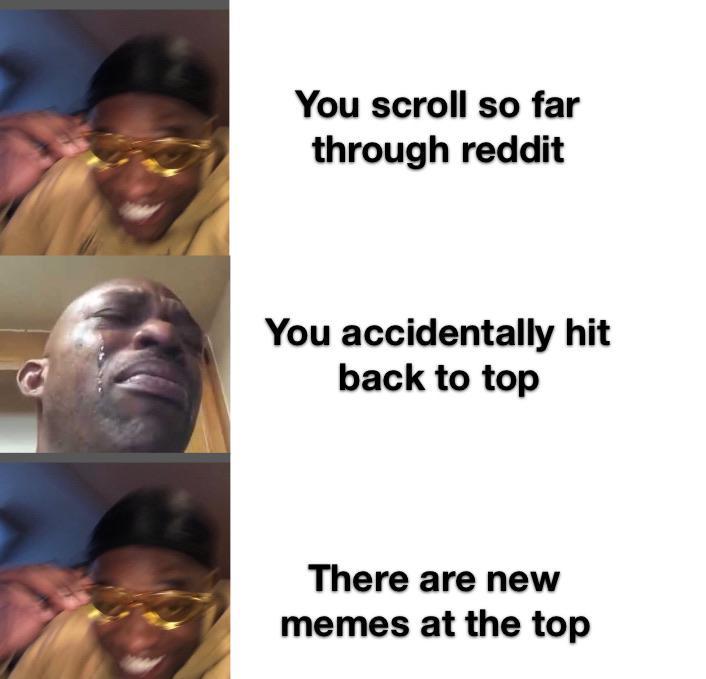 You scroll so far
through reddit
You accidentally hit
back to top
There are new
memes at the top